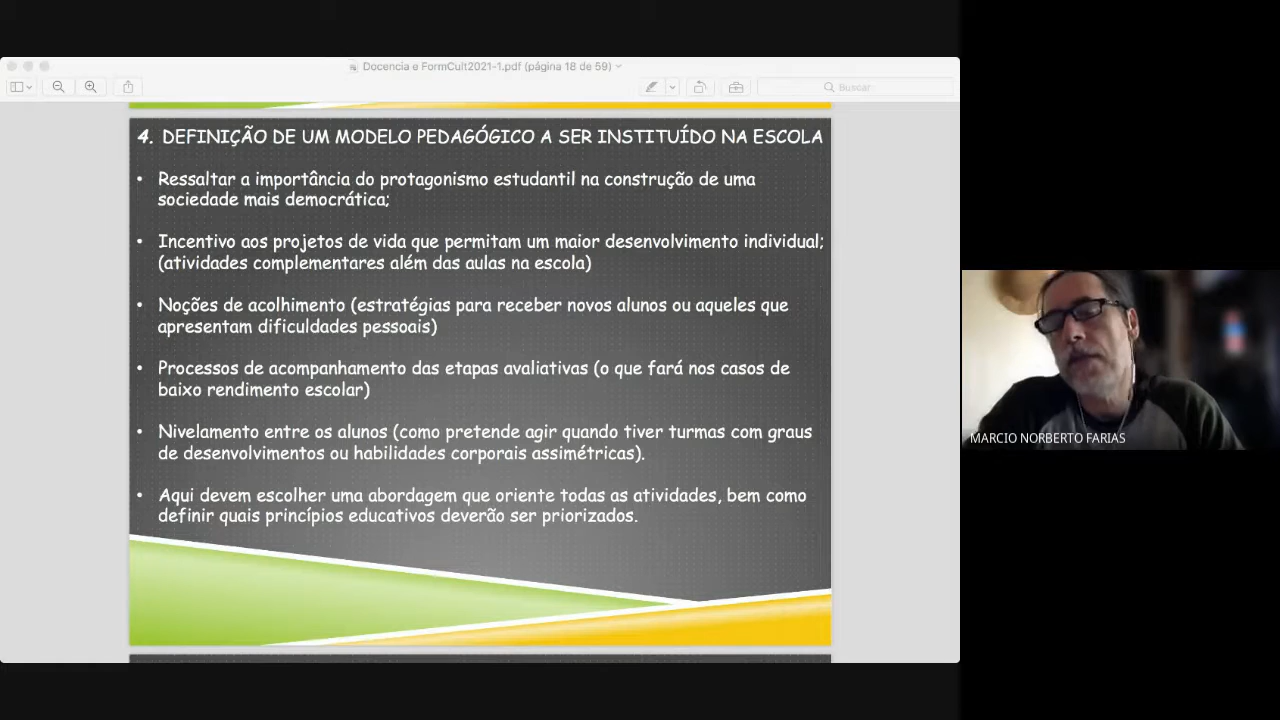 Docencia e FormCult2021-1.pdf (página 18 de 59)
Buscar
4. DEFINIÇÃO DE UM MODELO PEDAGÓGICO A SER INSTITUÍDO NA ESCOLA
• Ressaltar a importância do protagonismo estudantil na construção de uma
sociedade mais democrática;
• Incentivo aos projetos de vida que permitam um maior desenvolvimento individual;
(atividades complementares além das aulas na escola)
• Noções de acolhimento (estratégias para receber novos alunos ou aqueles que
apresentam dificuldades pessoais)
• Processos de acompanhamento das etapas avaliativas (o que fará nos casos de
baixo rendimento escolar)
• Nivelamento entre os alunos (como pretende agir quando tiver turmas com graus
de desenvolvimentos ou habilidades corporais assimétricas).
• Aqui devem escolher uma abordagem que oriente todas as atividades, bem como
definir quais princípios educativos deverão ser priorizados.
MARCIO NORBERTO FARIAS